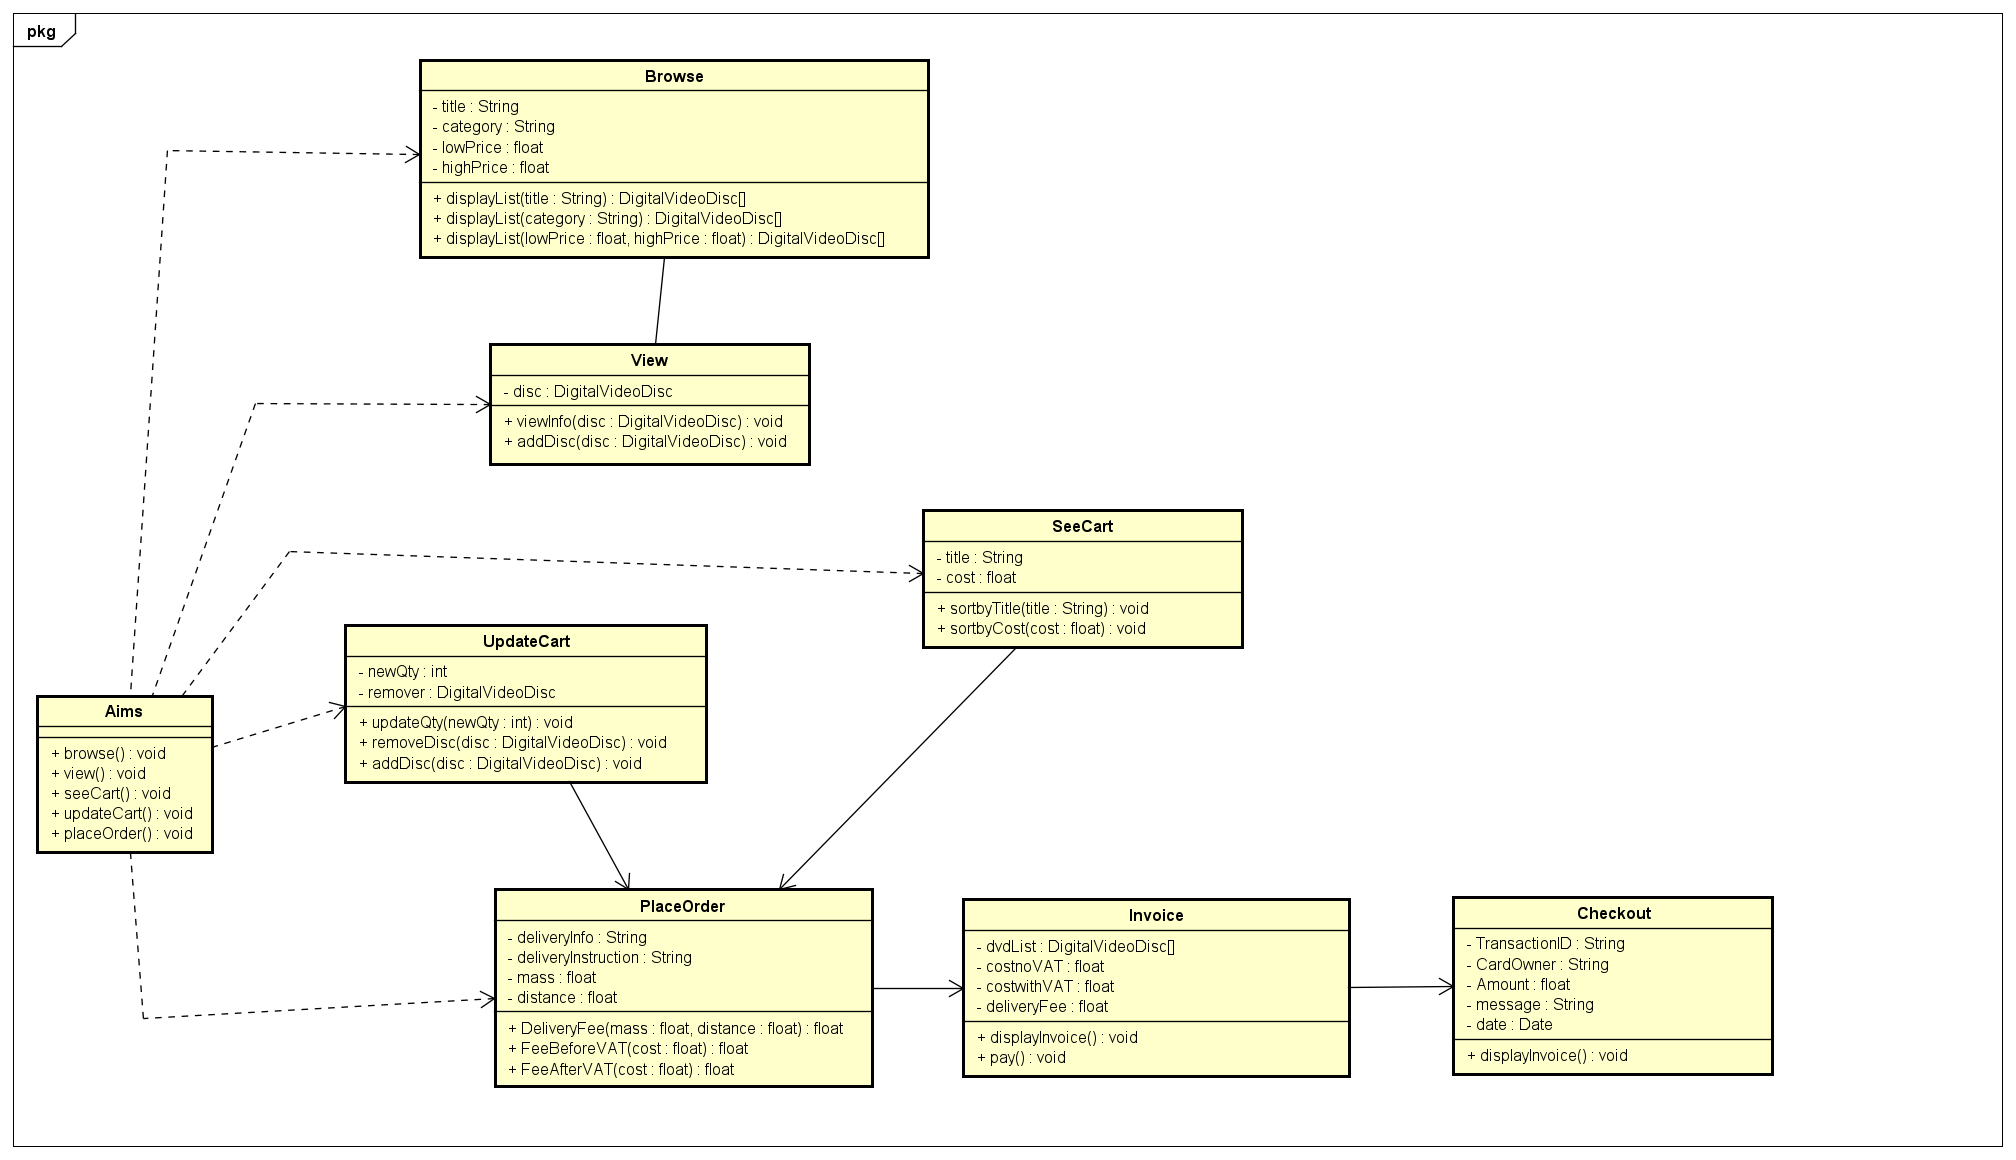 pkg
Browse
- title : String
- category : String
- lowPrice : float
- highPrice : float
+ displayList(title : String) : DigitalVideoDisc[]
+ displayList(category : String) : DigitalVideoDisc[]
+ displayList(lowPrice : float, highPrice : float) : DigitalVideoDisc[]
View
- disc : DigitalVideoDisc
+ viewInfo(disc : DigitalVideoDisc) : void
+ addDisc(disc : DigitalVideoDisc) : void
SeeCart
- title : String
- cost : float
+ sortbyTitle(title : String) : void
+ sortbyCost(cost : float) : void
UpdateCart
- newQty : int
- remover : DigitalVideoDisc
+ updateQty(newQty : int) : void
+ removeDisc(disc : DigitalVideoDisc) : void
+ addDisc(disc : DigitalVideoDisc) : void
Aims
+ browse() : void
+ view() : void
+ seeCart() : void
+ updateCart() : void
+ placeOrder() : void
PlaceOrder
- deliveryInfo : String
- deliveryInstruction : String
- mass : float
- distance : float
+ DeliveryFee(mass : float, distance : float) : float
+ FeeBeforeVAT(cost : float) : float
+ FeeAfterVAT(cost : float) : float
Invoice
- dvdList : DigitalVideoDisc[]
- costnoVAT : float
- costwithVAT : float
- deliveryFee : float
+ displayInvoice() : void
+ pay() : void
Checkout
- TransactionID : String
- CardOwner : String
- Amount : float
- message : String
- date : Date
+ displayInvoice() : void